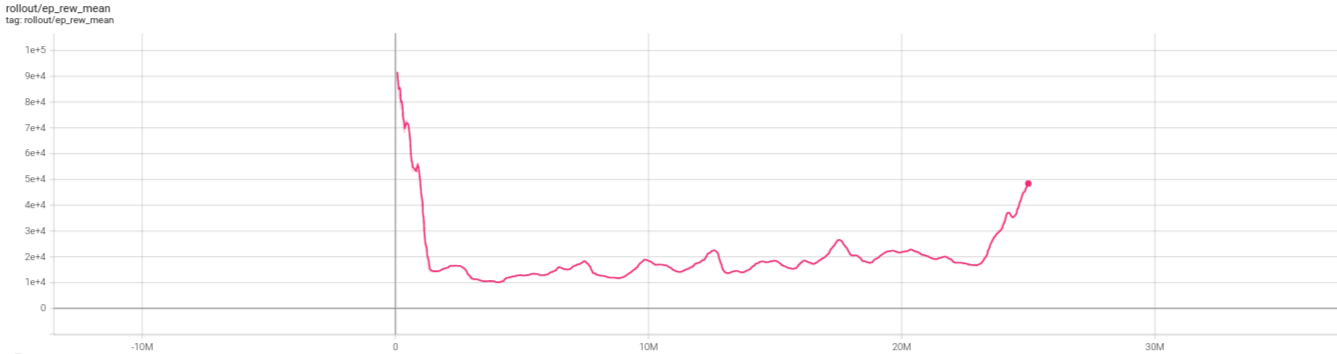 rollout/ep_rew_mean
tag: rollout/ep_rew_mean
1e+5
9e+4
8e+4
7e+4
6e+4
5e+4
4e+4
3e+4
2e+4
1e+4
0
-10M 0 10M 20M 30M